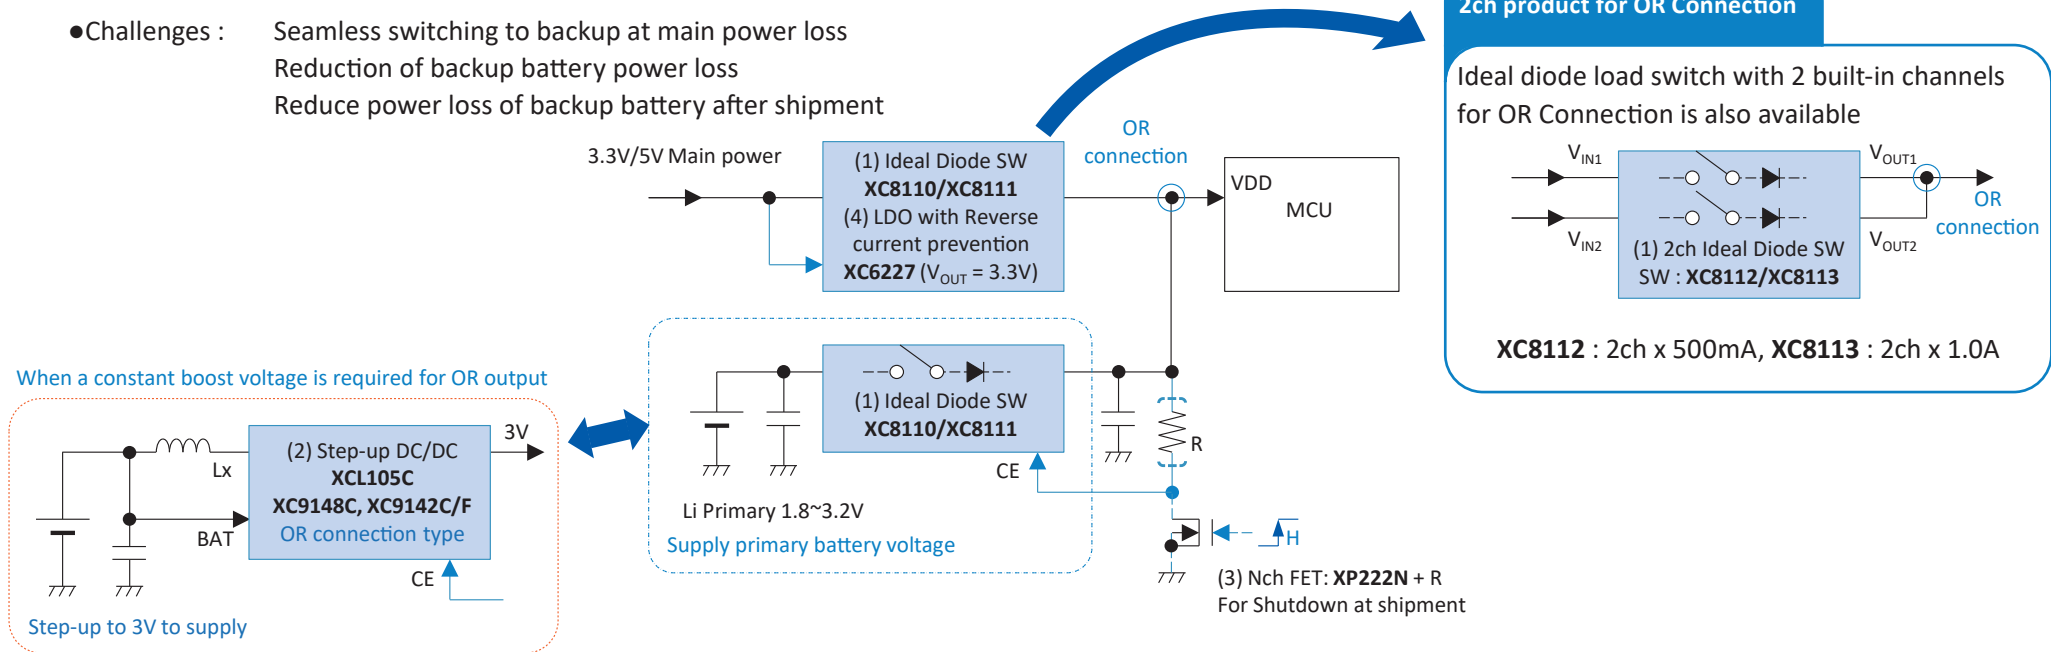 ●Challenges : Seamless switching to backup at main power loss
Reduction of backup battery power loss
Reduce power loss of backup battery after shipment
2ch product for OR Connection
Ideal diode load switch with 2 built-in channels
for OR Connection is also available
VIN1
VOUT1
VIN2
VOUT2
OR
connection
(1) 2ch Ideal Diode SW
SW : XC8112/XC8113
XC8112 : 2ch x 500mA, XC8113 : 2ch x 1.0A
3.3V/5V Main power
(1) Ideal Diode SW
XC8110/XC8111
(4) LDO with Reverse
current prevention
XC6227 (VOUT = 3.3V)
OR
connection
VDD
MCU
(1) Ideal Diode SW
XC8110/XC8111
CE
R
Li Primary 1.8~3.2V
Supply primary battery voltage
H
(3) Nch FET: XP222N + R
For Shutdown at shipment
When a constant boost voltage is required for OR output
Lx
BAT
(2) Step-up DC/DC
XCL105C
XC9148C, XC9142C/F
OR connection type
3V
CE
Step-up to 3V to supply